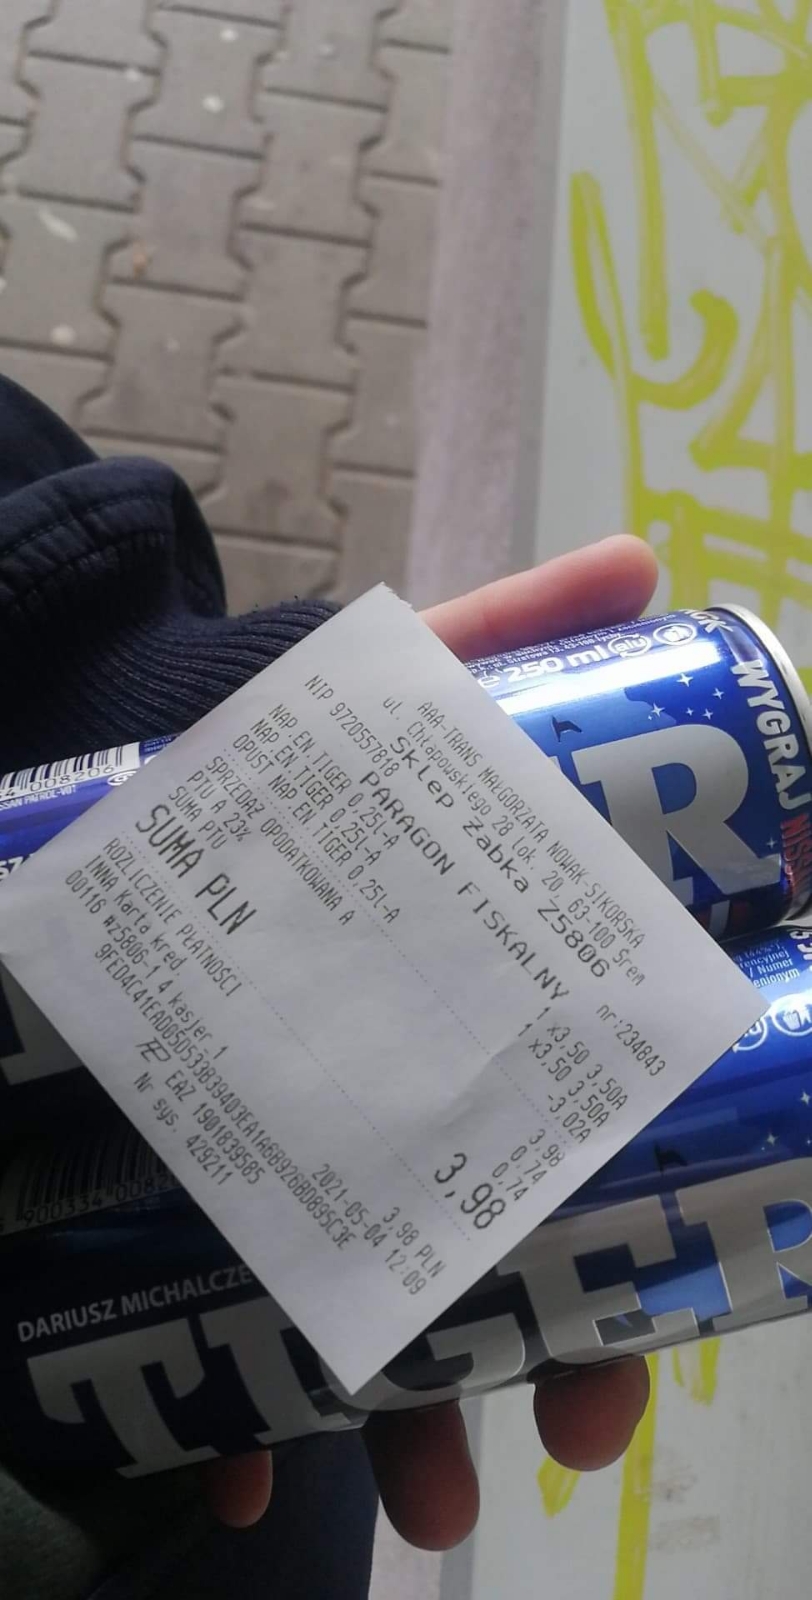 AAA-TRANS MAŁGORZATA NOWAK-SIKORSKA
ul. Chłapowskiego 28 lok. 20, 63-100 Śrem
Sklep Żabka Z5806
NIP 9720557818 nr:234843
PARAGON FISKALNY
NAP.EN TIGER 0,25l-A 1 x3,50 3,50A
NAP.EN TIGER 0,25l-A 1 x3,50 3,50A
OPUST NAP EN TIGER 0,25l-A -3,02A
SPRZEDAŻ OPODATKOWANA A 3,98
PTU A 23% 0,74
SUMA PTU 0,74
SUMA PLN 3,98
ROZLICZENIE PŁATNOŚCI
INNA Karta kred 3,98 PLN
00116 #z5806-1 4 kasjer 1 2021-05-04 12:09
9FED4C41EAD05D533B39403EA1A6B926B0895C3E
EAZ 1901839585
Nr sys. 429211
250 ml
alu
WYGRAJ
ER
008206
DARIUSZ MICHALCZE
TIGER